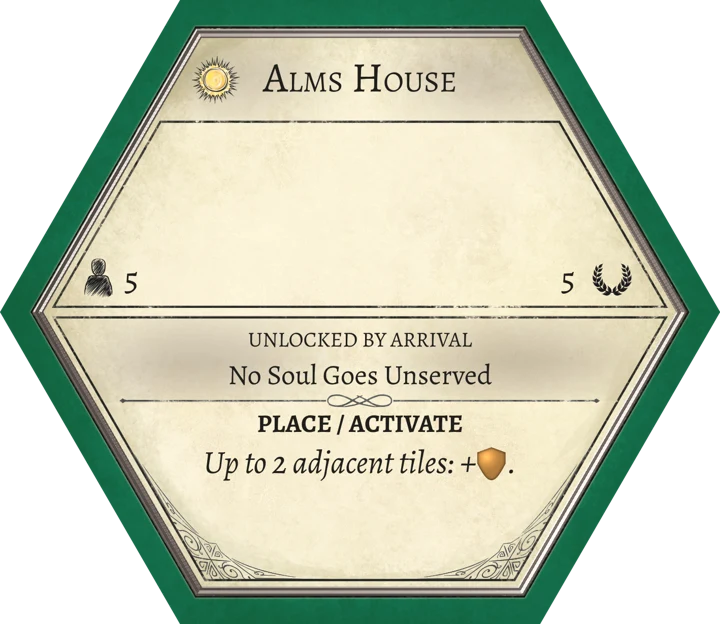 Alms House
5 5
UNLOCKED BY ARRIVAL
No Soul Goes Unserved
PLACE / ACTIVATE
Up to 2 adjacent tiles: + .